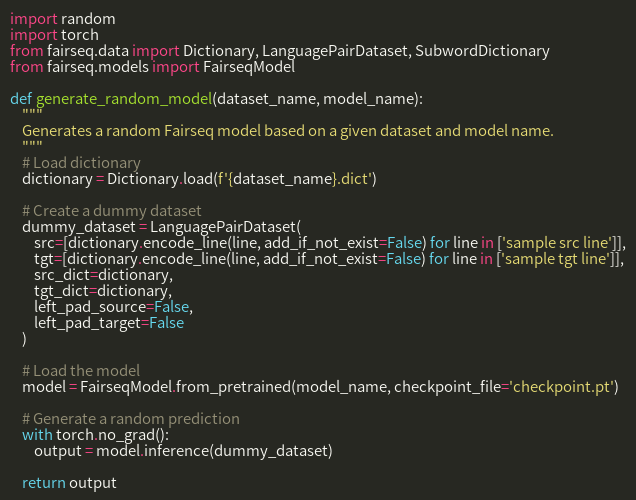 import random
import torch
from fairseq.data import Dictionary, LanguagePairDataset, SubwordDictionary
from fairseq.models import FairseqModel

def generate_random_model(dataset_name, model_name):
    """
    Generates a random Fairseq model based on a given dataset and model name.
    """
    # Load dictionary
    dictionary = Dictionary.load(f'{dataset_name}.dict')

    # Create a dummy dataset
    dummy_dataset = LanguagePairDataset(
        src=[dictionary.encode_line(line, add_if_not_exist=False) for line in ['sample src line']],
        tgt=[dictionary.encode_line(line, add_if_not_exist=False) for line in ['sample tgt line']],
        src_dict=dictionary,
        tgt_dict=dictionary,
        left_pad_source=False,
        left_pad_target=False
    )

    # Load the model
    model = FairseqModel.from_pretrained(model_name, checkpoint_file='checkpoint.pt')

    # Generate a random prediction
    with torch.no_grad():
        output = model.inference(dummy_dataset)

    return output